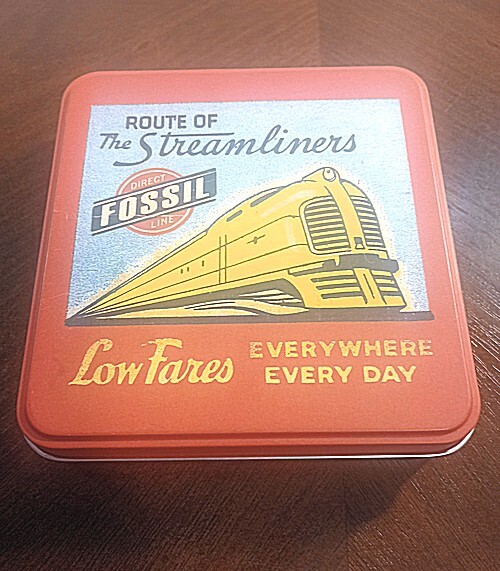 ROUTE OF
The Streamliners
DIRECT
FOSSIL
LINE
Low Fares EVERYWHERE
EVERY DAY